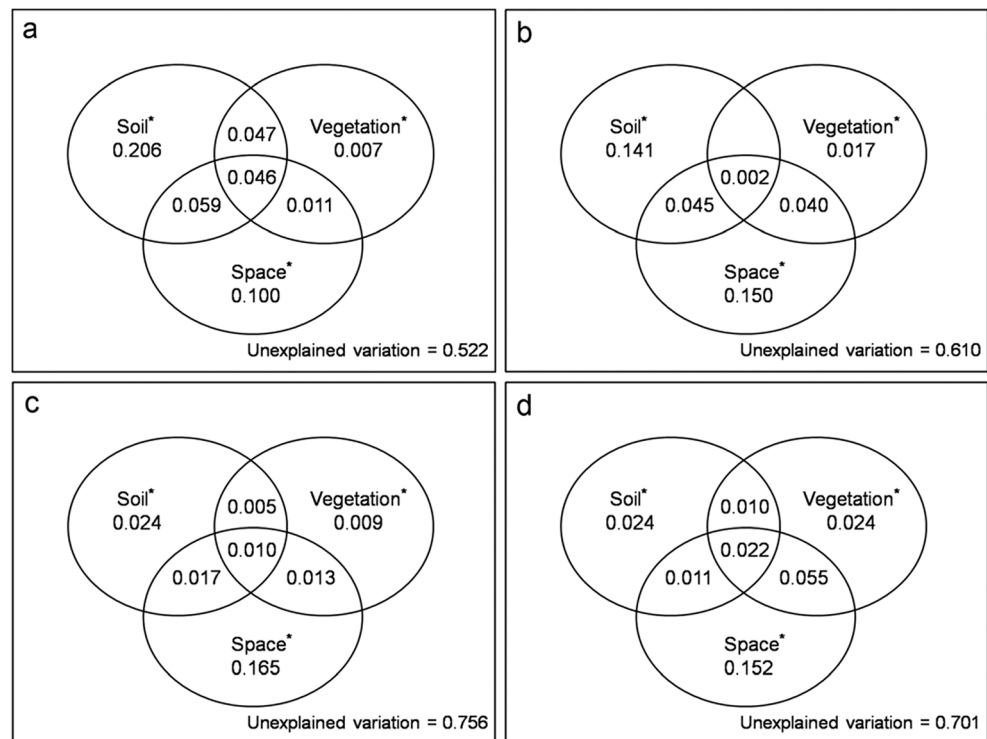 a
Soil*
0.206
0.047
Vegetation*
0.007
0.046
0.059
0.011
Space*
0.100
Unexplained variation = 0.522
b
Soil*
0.141
Vegetation*
0.017
0.002
0.045
0.040
Space*
0.150
Unexplained variation = 0.610
c
Soil*
0.024
0.005
Vegetation*
0.009
0.010
0.017
0.013
Space*
0.165
Unexplained variation = 0.756
d
Soil*
0.024
0.010
Vegetation*
0.024
0.022
0.011
0.055
Space*
0.152
Unexplained variation = 0.701